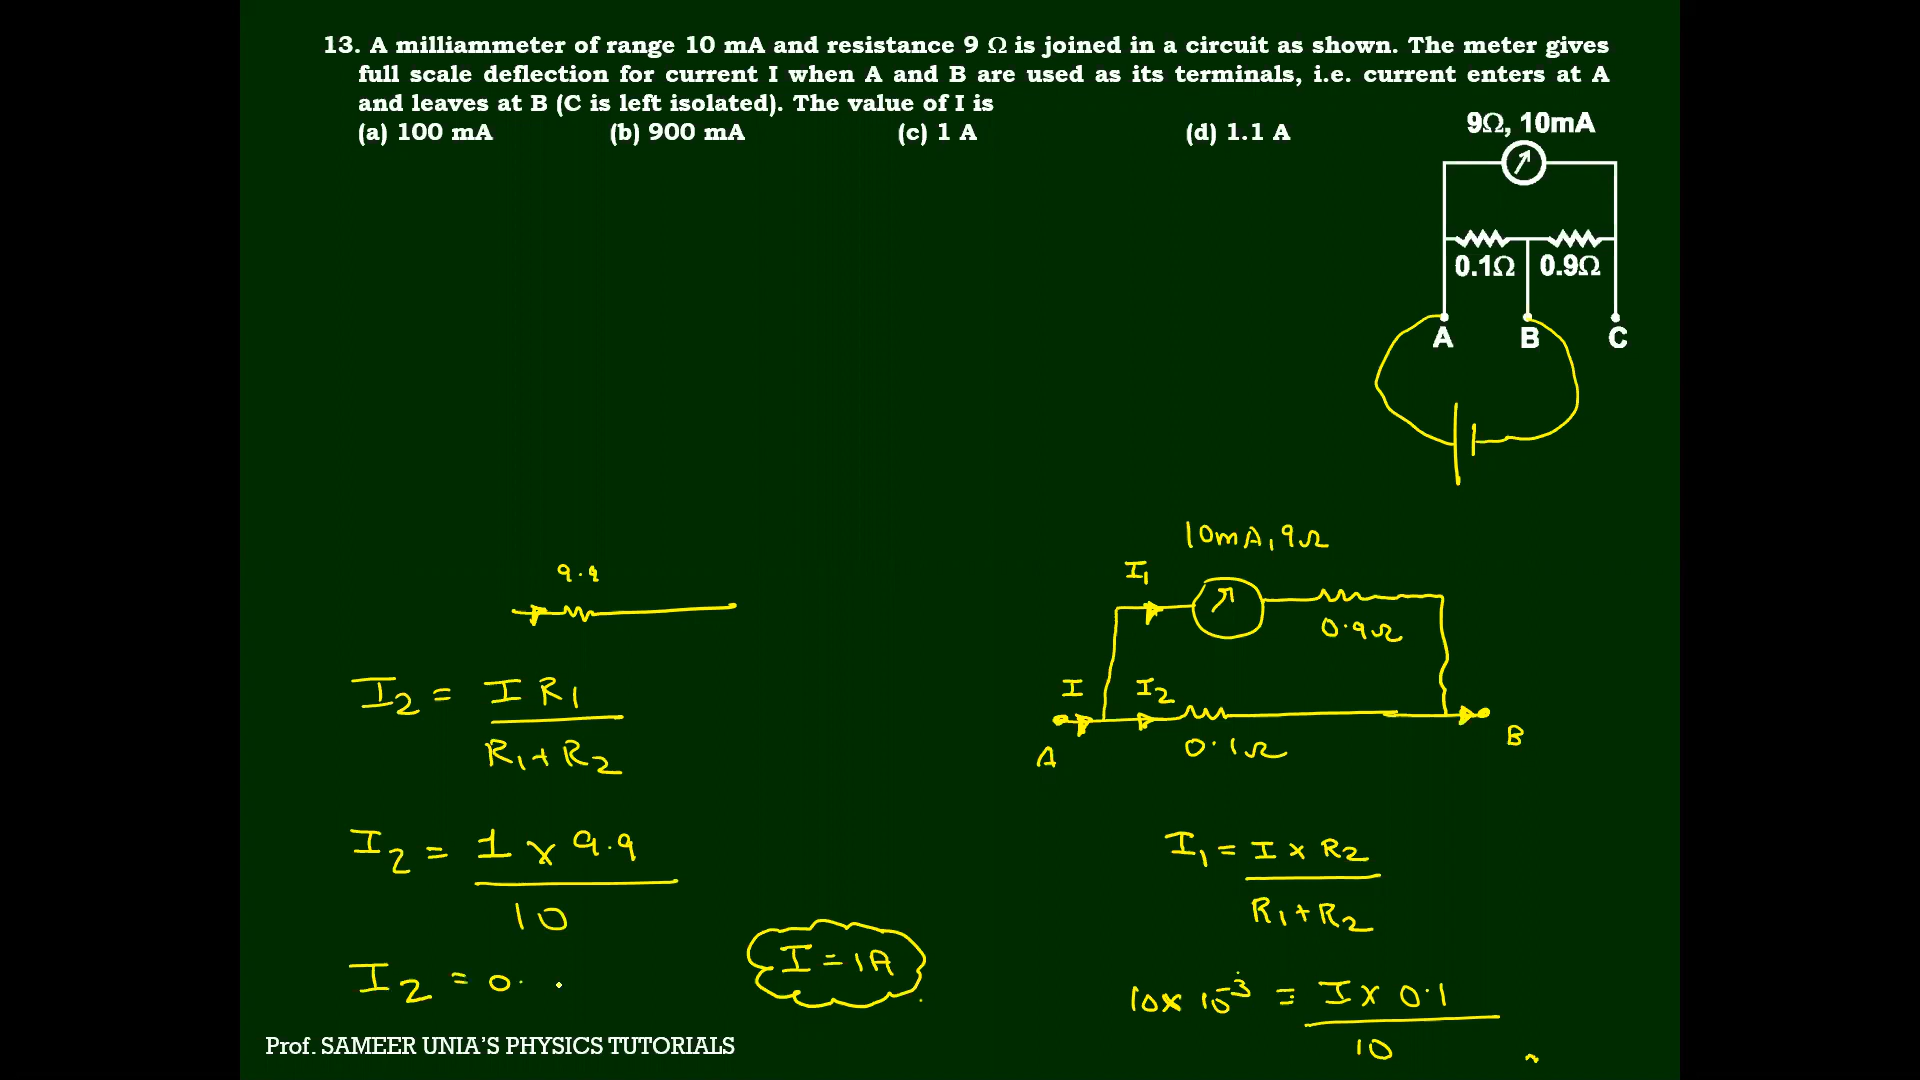 13. A milliammeter of range 10 mA and resistance 9 Ω is joined in a circuit as shown. The meter gives
full scale deflection for current I when A and B are used as its terminals, i.e. current enters at A
and leaves at B (C is left isolated). The value of I is
(a) 100 mA (b) 900 mA (c) 1 A (d) 1.1 A
9Ω, 10mA
0.1Ω 0.9Ω
A B C
10mA, 9Ω
I₁
9.9
0.9Ω
I I₂
A 0.1Ω B
I₂ = I R₁
R₁+R₂
I₂ = 1 x 9.9
10
I₂ = 0.
I = 1A
I₁ = I x R₂
R₁+R₂
10x 10⁻³ = I x 0.1
10
Prof. SAMEER UNIA'S PHYSICS TUTORIALS